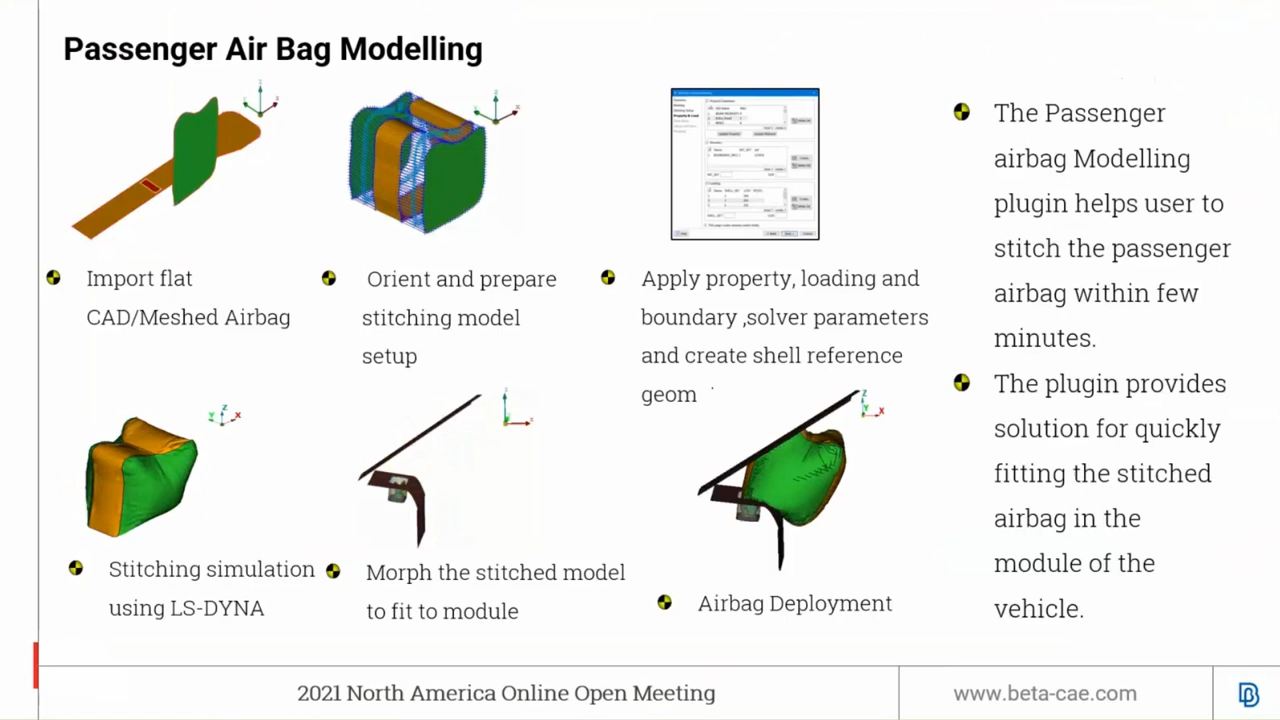 Passenger Air Bag Modelling
Import flat
CAD/Meshed Airbag
Orient and prepare
stitching model
setup
Apply property, loading and
boundary ,solver parameters
and create shell reference
geom
Stitching simulation
using LS-DYNA
Morph the stitched model
to fit to module
Airbag Deployment
The Passenger
airbag Modelling
plugin helps user to
stitch the passenger
airbag within few
minutes.
The plugin provides
solution for quickly
fitting the stitched
airbag in the
module of the
vehicle.
2021 North America Online Open Meeting
www.beta-cae.com